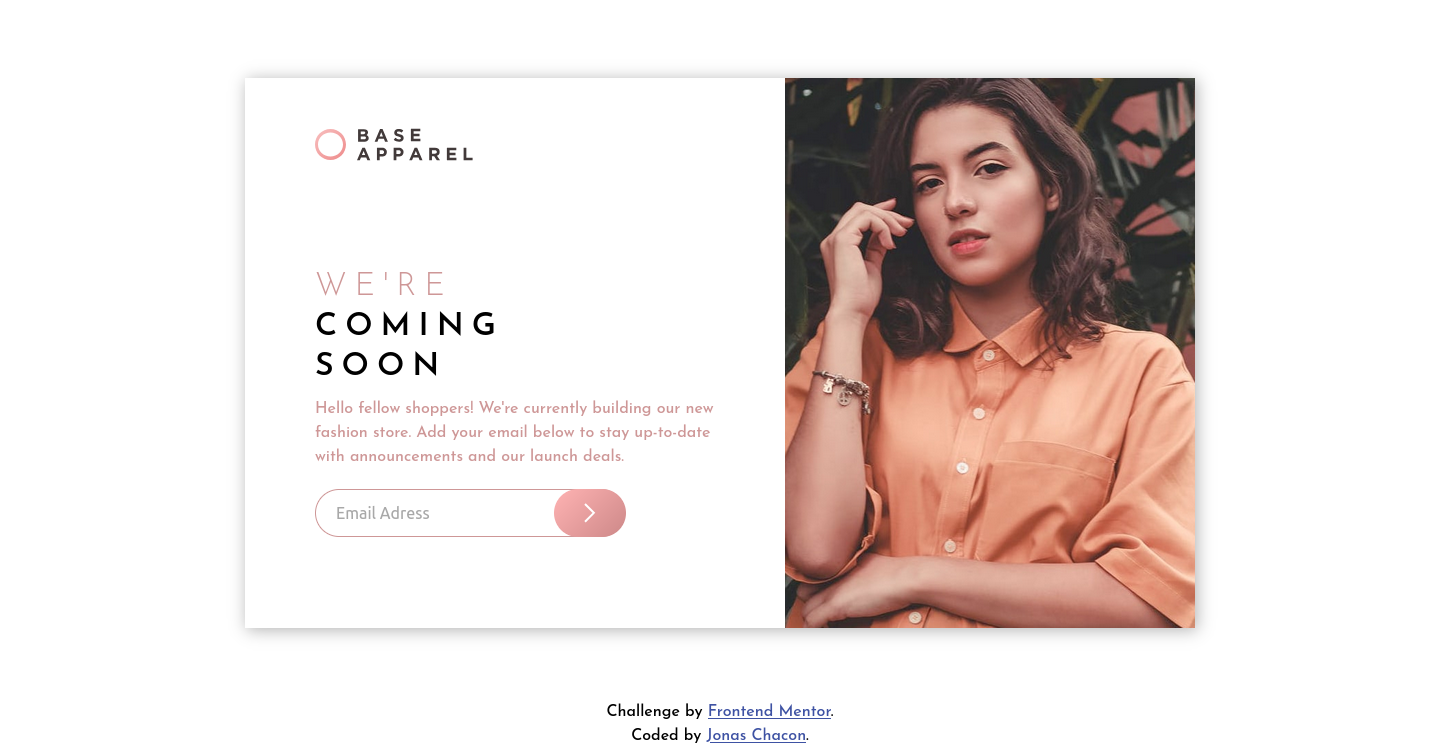 BASE
APPAREL
WE'RE
COMING
SOON
Hello fellow shoppers! We're currently building our new
fashion store. Add your email below to stay up-to-date
with announcements and our launch deals.
Email Adress
Challenge by Frontend Mentor.
Coded by Jonas Chacon.